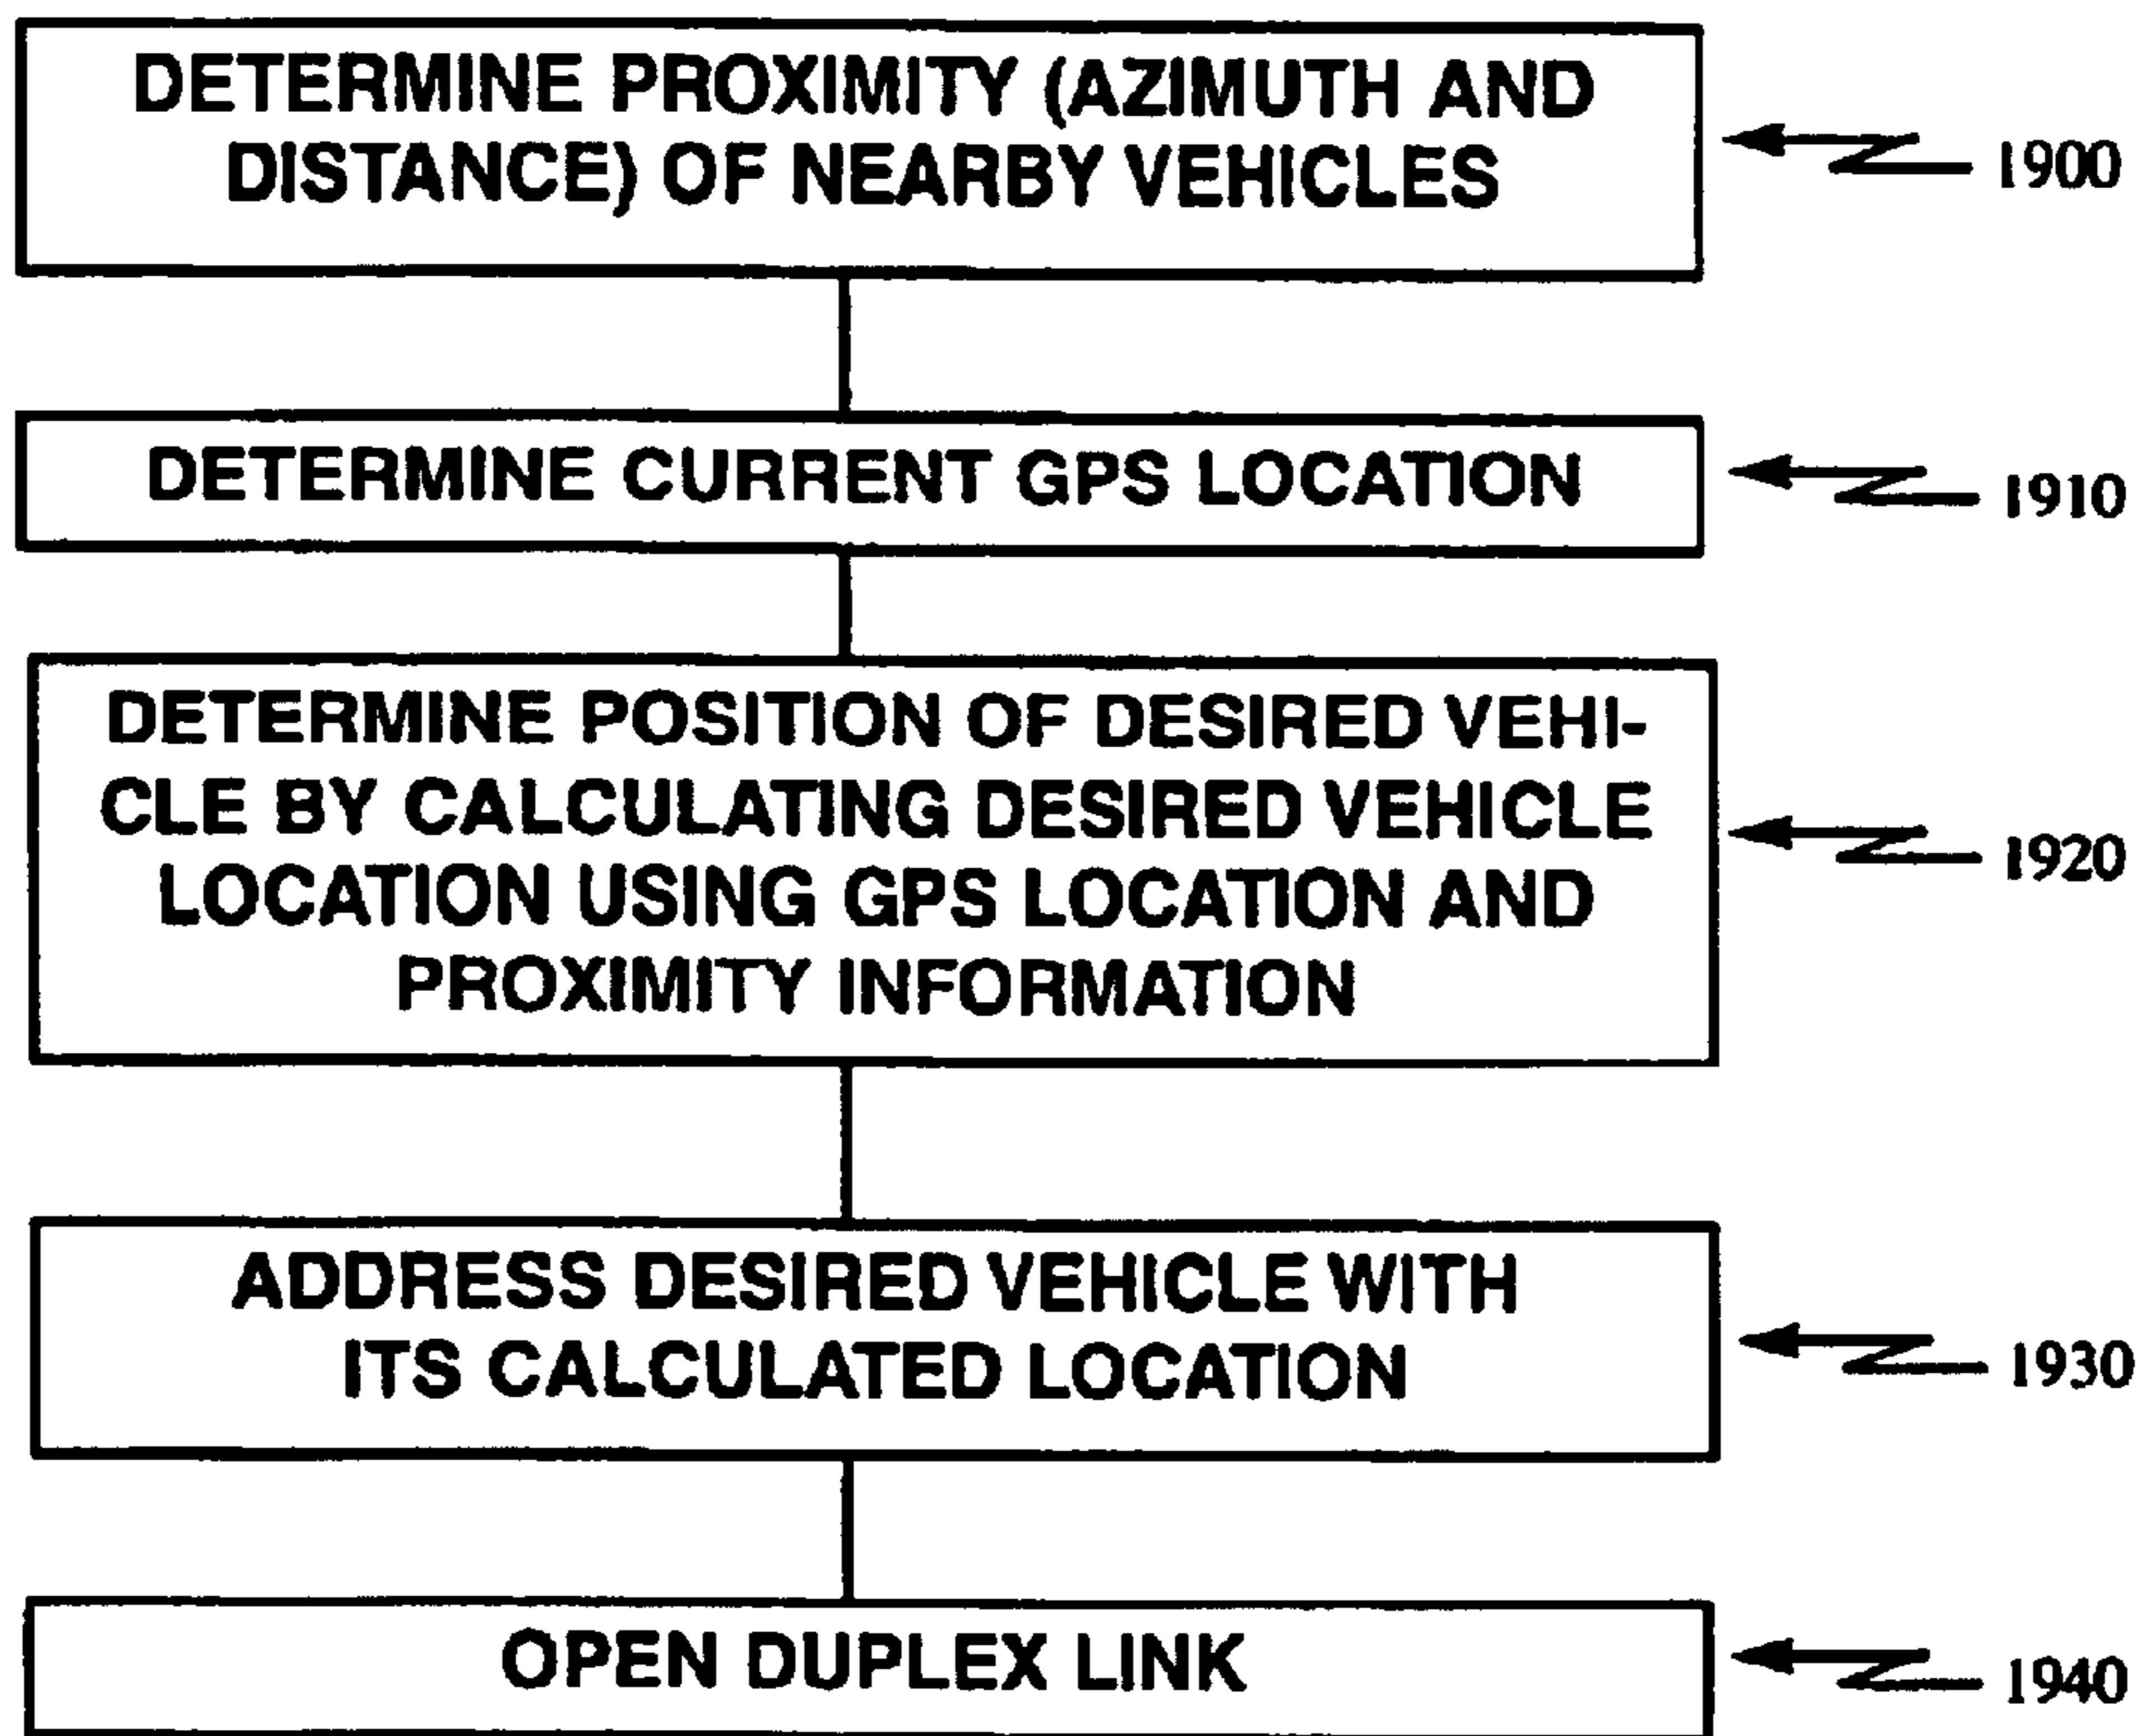 DETERMINE PROXIMITY (AZIMUTH AND
DISTANCE) OF NEARBY VEHICLES
1900
DETERMINE CURRENT GPS LOCATION
1910
DETERMINE POSITION OF DESIRED VEHI-
CLE BY CALCULATING DESIRED VEHICLE
LOCATION USING GPS LOCATION AND
PROXIMITY INFORMATION
1920
ADDRESS DESIRED VEHICLE WITH
ITS CALCULATED LOCATION
1930
OPEN DUPLEX LINK
1940